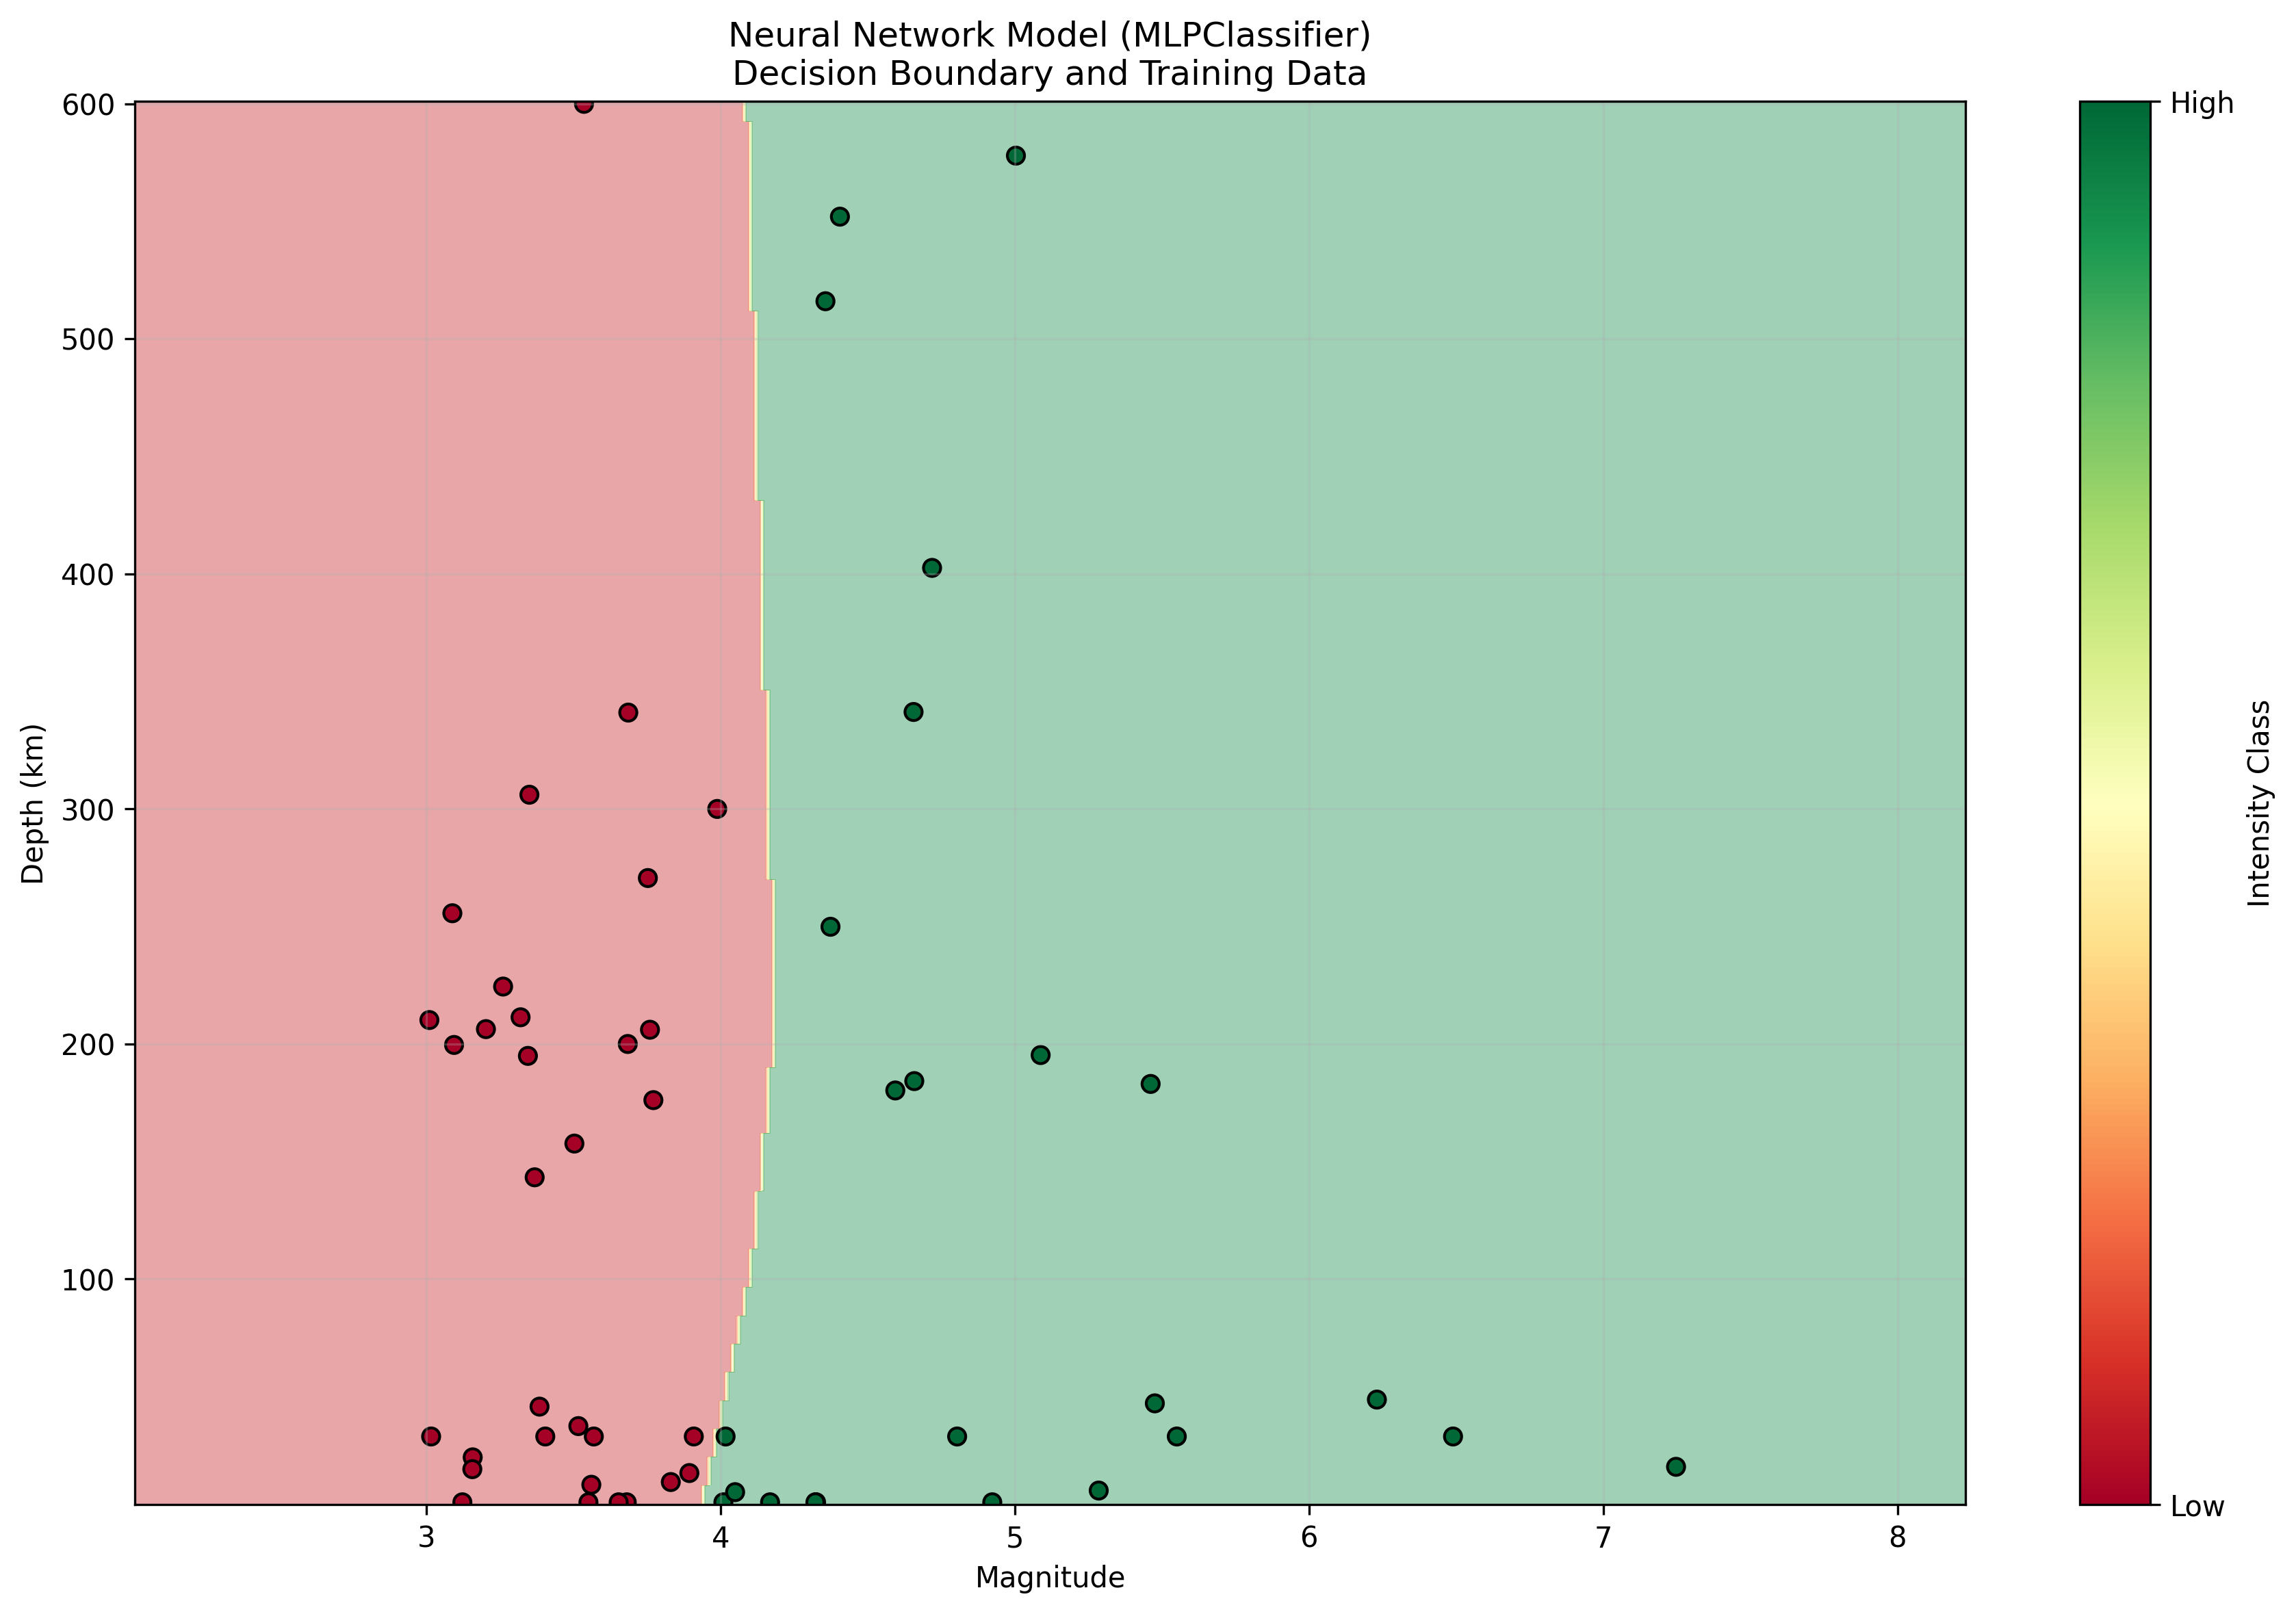 Neural Network Model (MLPClassifier)
Decision Boundary and Training Data
600
500
400
300
200
100
Depth (km)
3
4
5
6
7
8
Magnitude
High
Low
Intensity Class